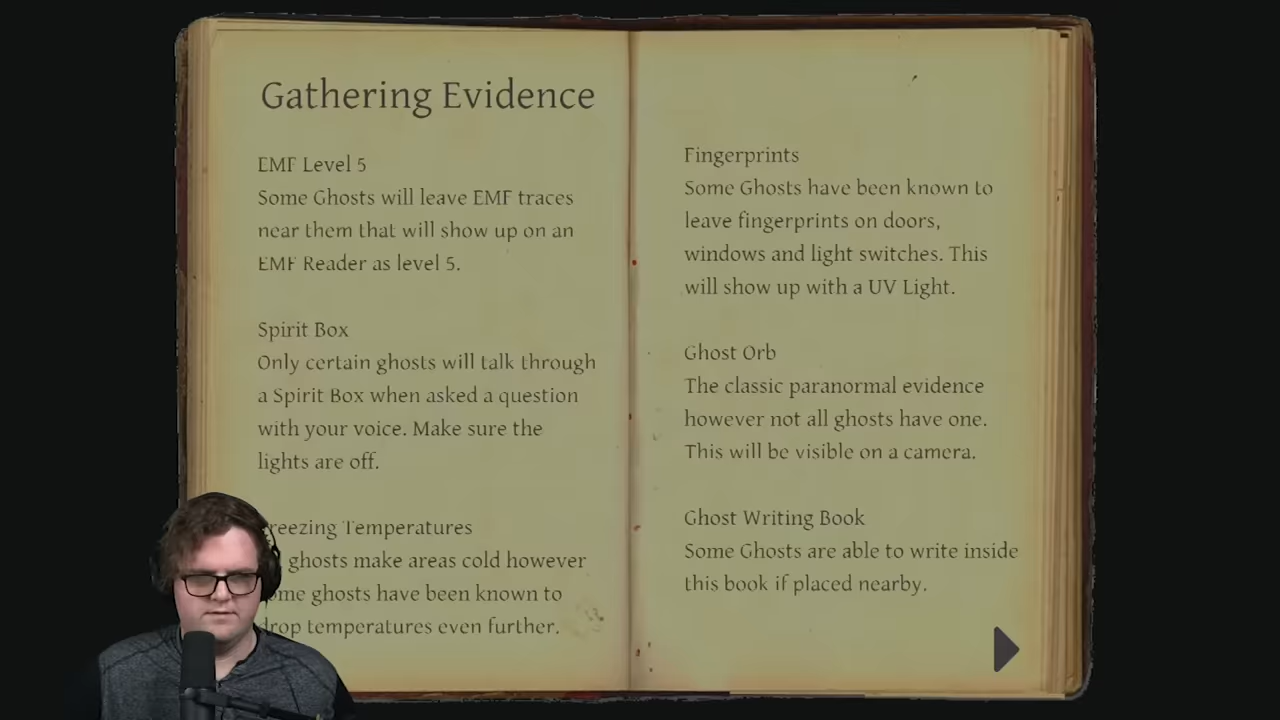 Gathering Evidence
EMF Level 5
Some Ghosts will leave EMF traces
near them that will show up on an
EMF Reader as level 5.
Spirit Box
Only certain ghosts will talk through
a Spirit Box when asked a question
with your voice. Make sure the
lights are off.
reezing Temperatures
ghosts make areas cold however
ome ghosts have been known to
drop temperatures even further.
Fingerprints
Some Ghosts have been known to
leave fingerprints on doors,
windows and light switches. This
will show up with a UV Light.
Ghost Orb
The classic paranormal evidence
however not all ghosts have one.
This will be visible on a camera.
Ghost Writing Book
Some Ghosts are able to write inside
this book if placed nearby.